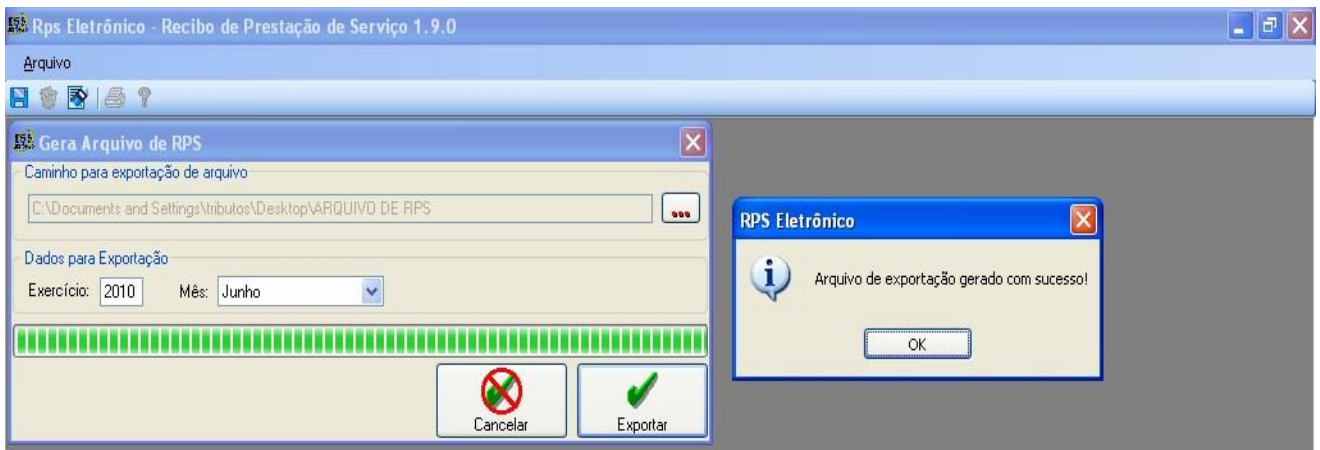 Rps Eletrônico - Recibo de Prestação de Serviço 1.9.0
Arquivo
Gera Arquivo de RPS
Caminho para exportação de arquivo
C:\Documents and Settings\tributos\Desktop\ARQUIVO DE RPS
...
Dados para Exportação
Exercício: 2010 Mês: Junho
Cancelar Exportar
RPS Eletrônico
Arquivo de exportação gerado com sucesso!
OK